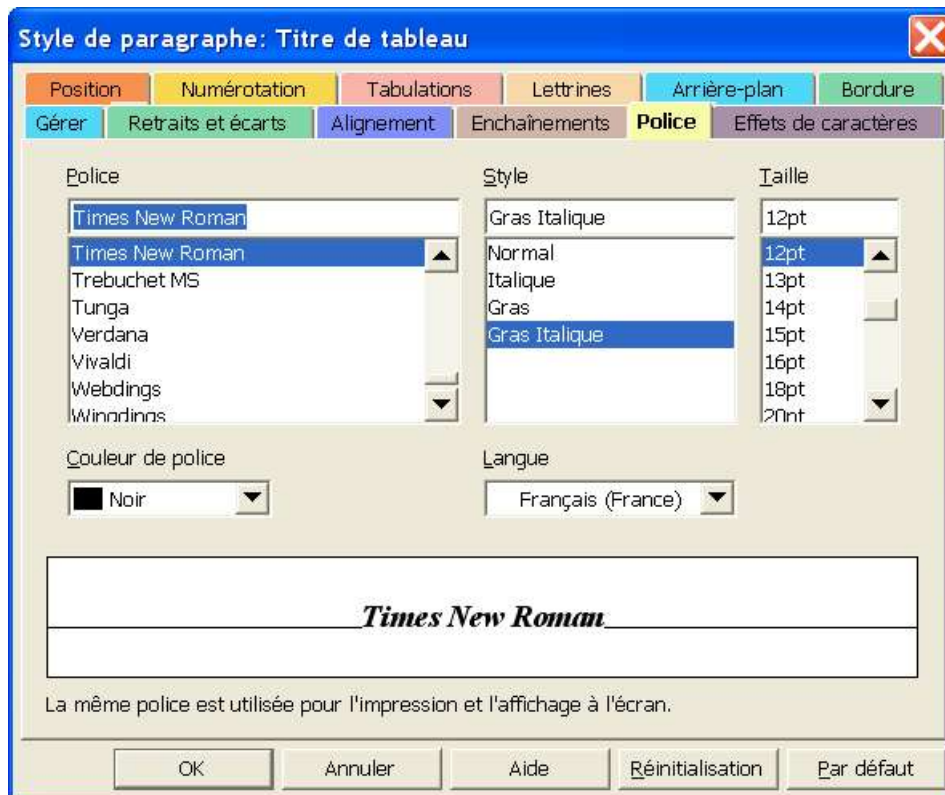 Style de paragraphe: Titre de tableau
Position Numérotation Tabulations Lettrines Arrière-plan Bordure
Gérer Retraits et écarts Alignement Enchaînements Police Effets de caractères
Police Style Taille
Times New Roman Gras Italique 12pt
Times New Roman Normal 12pt
Trebuchet MS Italique 13pt
Tunga Gras 14pt
Verdana Gras Italique 15pt
Vivaldi 16pt
Webdings 18pt
Wingdings 20pt
Couleur de police Langue
Noir Français (France)
Times New Roman
La même police est utilisée pour l'impression et l'affichage à l'écran.
OK Annuler Aide Réinitialisation Par défaut